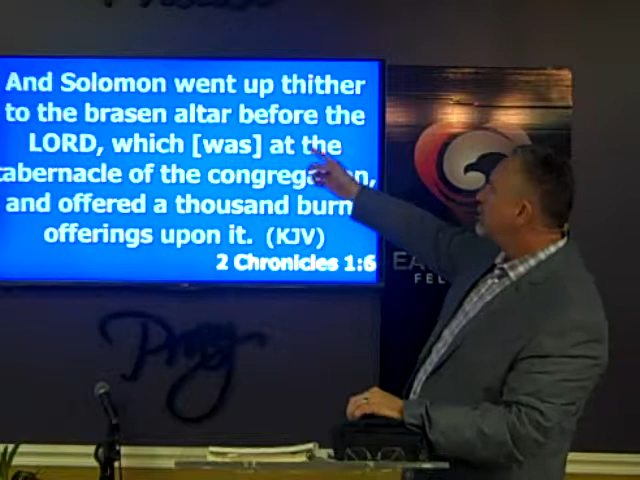 And Solomon went up thither
to the brasen altar before the
LORD, which [was] at the
tabernacle of the
and offered a thousand burn
offerings upon it. (KJV)
2 Chronicles 1:6
Pray